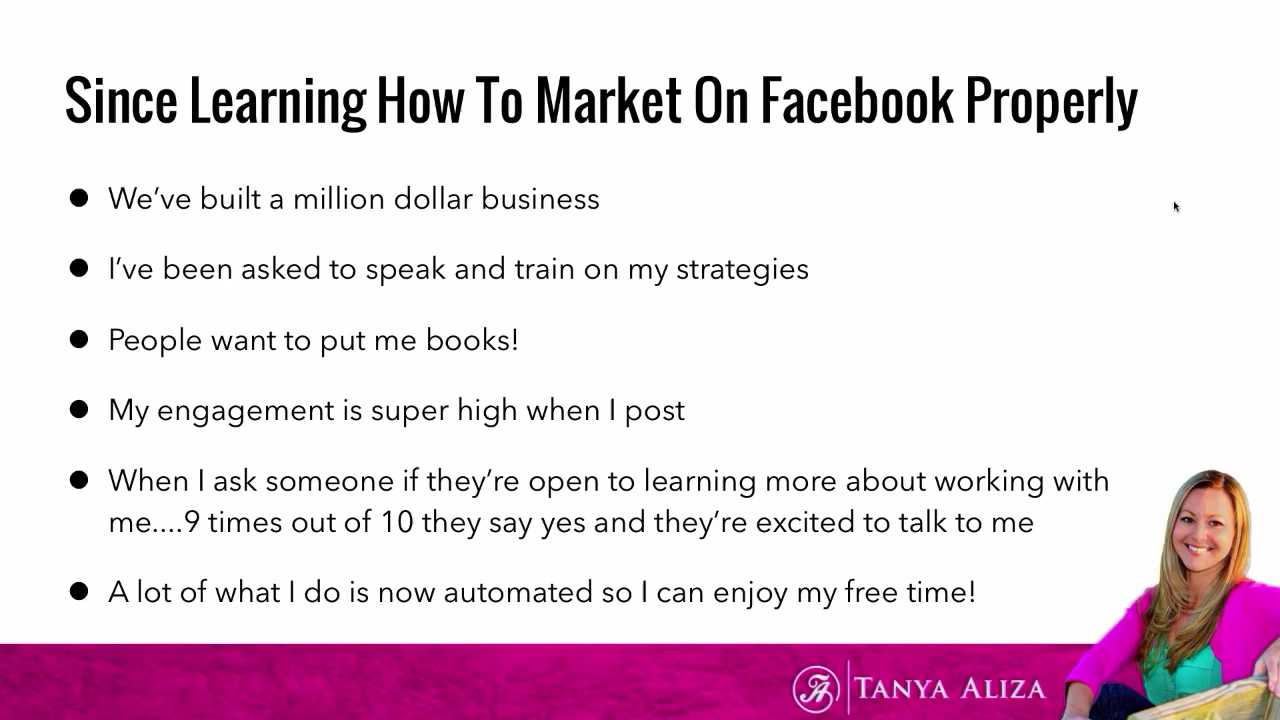 Since Learning How To Market On Facebook Properly
● We’ve built a million dollar business
● I’ve been asked to speak and train on my strategies
● People want to put me books!
● My engagement is super high when I post
● When I ask someone if they’re open to learning more about working with
me....9 times out of 10 they say yes and they’re excited to talk to me
● A lot of what I do is now automated so I can enjoy my free time!
TA TANYA ALIZA